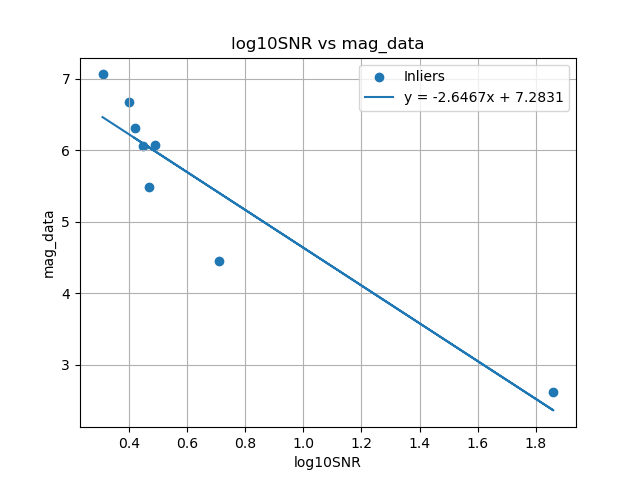 log10SNR vs mag_data
Inliers
y = -2.6467x + 7.2831
7
6
5
4
3
mag_data
0.4 0.6 0.8 1.0 1.2 1.4 1.6 1.8
log10SNR